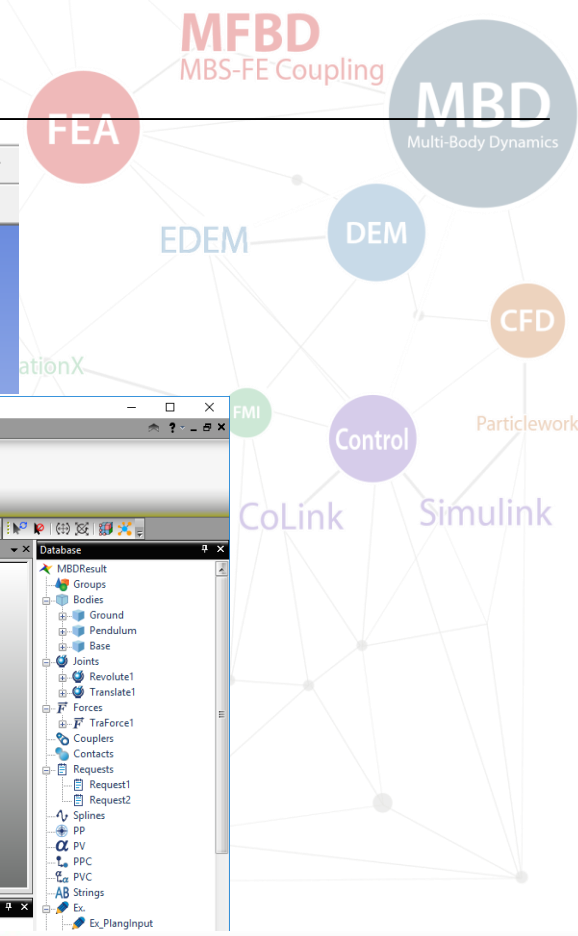 MFBD
MBS-FE Coupling
MBD
Multi-Body Dynamics
FEA
EDEM
DEM
CFD
ationX
FMI
Control
Particlework
CoLink
Simulink
Database
MBDResult
Groups
Bodies
Ground
Pendulum
Base
Joints
Revolute1
Translate1
Forces
TraForce1
Couplers
Contacts
Requests
Request1
Request2
Splines
PP
α PV
PPC
PVC
AB Strings
Ex.
Ex_PlangInput